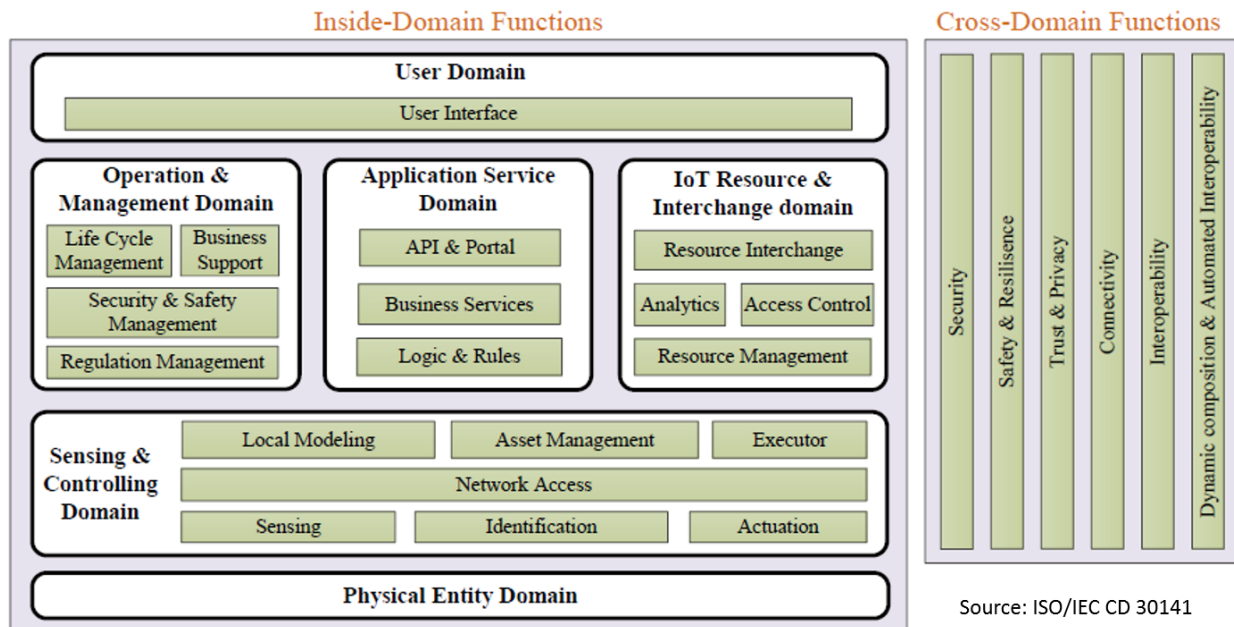 Inside-Domain Functions
Cross-Domain Functions
User Domain
User Interface
Operation &
Management Domain
Life Cycle
Management
Business
Support
Security & Safety
Management
Regulation Management
Application Service
Domain
API & Portal
Business Services
Logic & Rules
IoT Resource &
Interchange domain
Resource Interchange
Analytics
Access Control
Resource Management
Sensing &
Controlling
Domain
Local Modeling
Asset Management
Executor
Network Access
Sensing
Identification
Actuation
Physical Entity Domain
Security
Safety & Resilisence
Trust & Privacy
Connectivity
Interoperability
Dynamic composition & Automated Interoperability
Source: ISO/IEC CD 30141